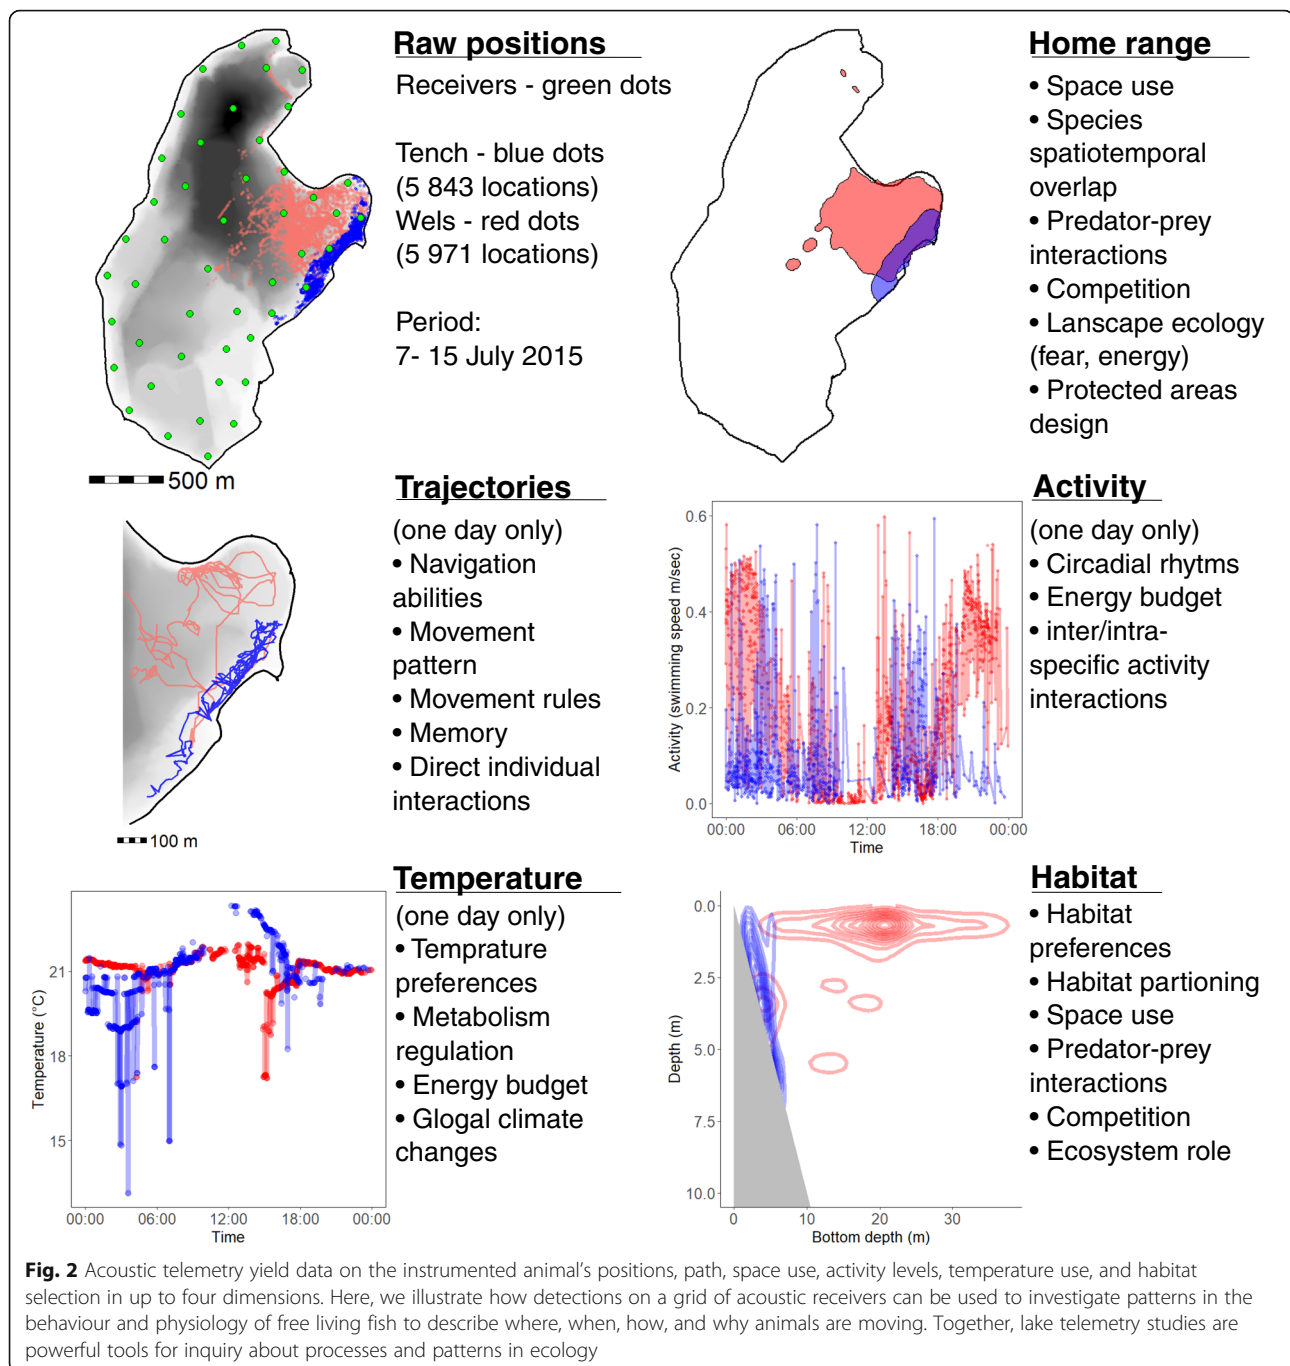 Raw positions
Receivers - green dots
Tench - blue dots
(5 843 locations)
Wels - red dots
(5 971 locations)
Period:
7- 15 July 2015
500 m
Home range
• Space use
• Species
spatiotemporal
overlap
• Predator-prey
interactions
• Competition
• Lanscape ecology
(fear, energy)
• Protected areas
design
Trajectories
(one day only)
• Navigation
abilities
• Movement
pattern
• Movement rules
• Memory
• Direct individual
interactions
100 m
Activity
(one day only)
• Circadial rhytms
• Energy budget
• inter/intra-
specific activity
interactions
Activity (swimming speed m/sec)
0.6
0.4
0.2
0.0
00:00 06:00 12:00 18:00 00:00
Time
Temperature
(one day only)
• Temprature
preferences
• Metabolism
regulation
• Energy budget
• Glogal climate
changes
Temperature (°C)
21
18
15
00:00 06:00 12:00 18:00 00:00
Time
Habitat
• Habitat
preferences
• Habitat partioning
• Space use
• Predator-prey
interactions
• Competition
• Ecosystem role
Depth (m)
0.0
2.5
5.0
7.5
10.0
0 10 20 30
Bottom depth (m)
Fig. 2 Acoustic telemetry yield data on the instrumented animal's positions, path, space use, activity levels, temperature use, and habitat
selection in up to four dimensions. Here, we illustrate how detections on a grid of acoustic receivers can be used to investigate patterns in the
behaviour and physiology of free living fish to describe where, when, how, and why animals are moving. Together, lake telemetry studies are
powerful tools for inquiry about processes and patterns in ecology